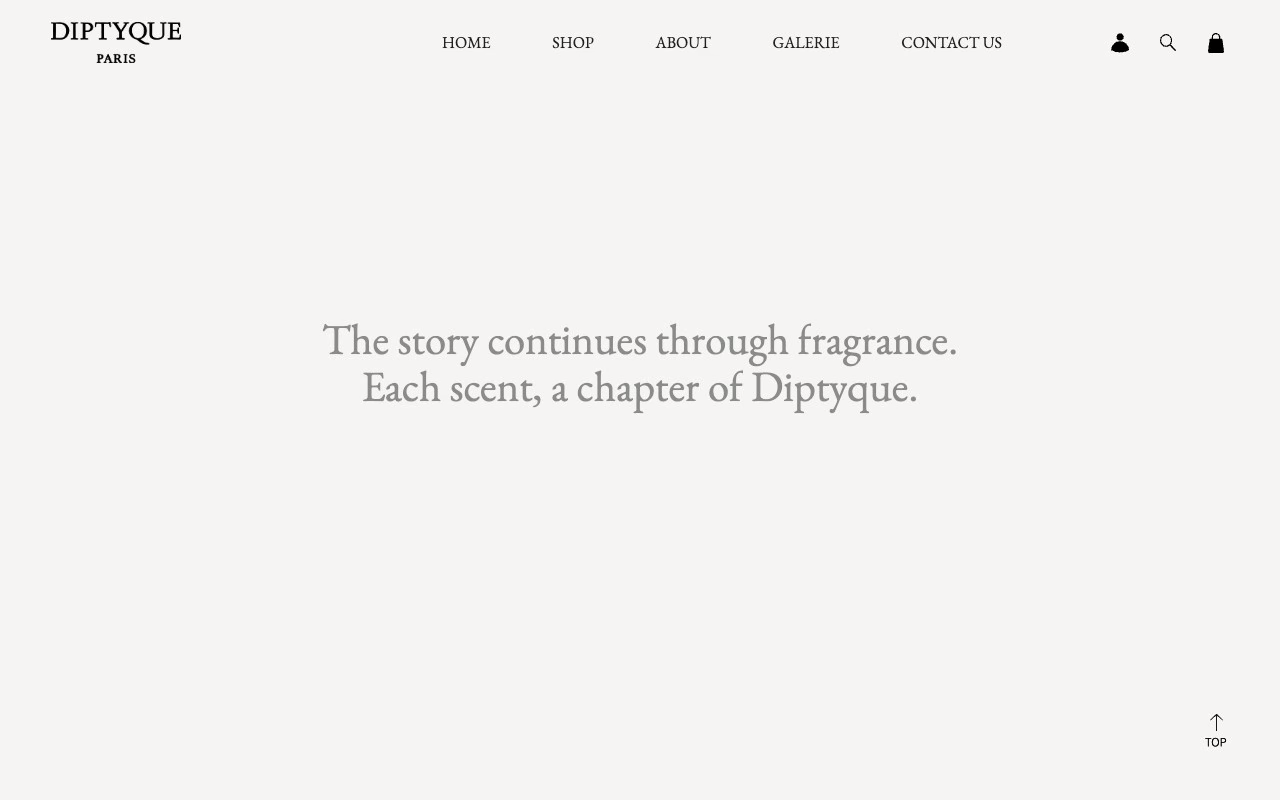 DIPTYQUE
PARIS
HOME
SHOP
ABOUT
GALERIE
CONTACT US
The story continues through fragrance.
Each scent, a chapter of Diptyque.
TOP